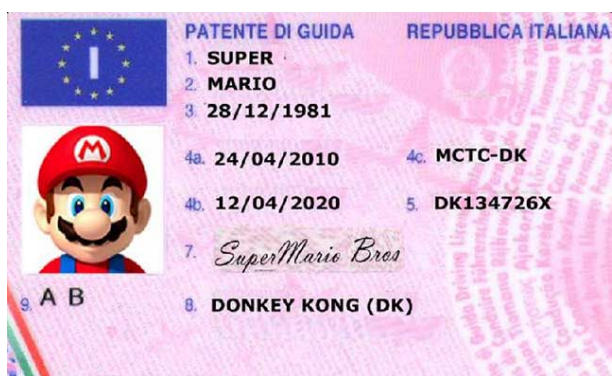 I
PATENTE DI GUIDA REPUBBLICA ITALIANA
1. SUPER
2. MARIO
3. 28/12/1981
4a. 24/04/2010 4c. MCTC-DK
4b. 12/04/2020 5. DK134726X
M
7. SuperMario Bros
9. A B
8. DONKEY KONG (DK)